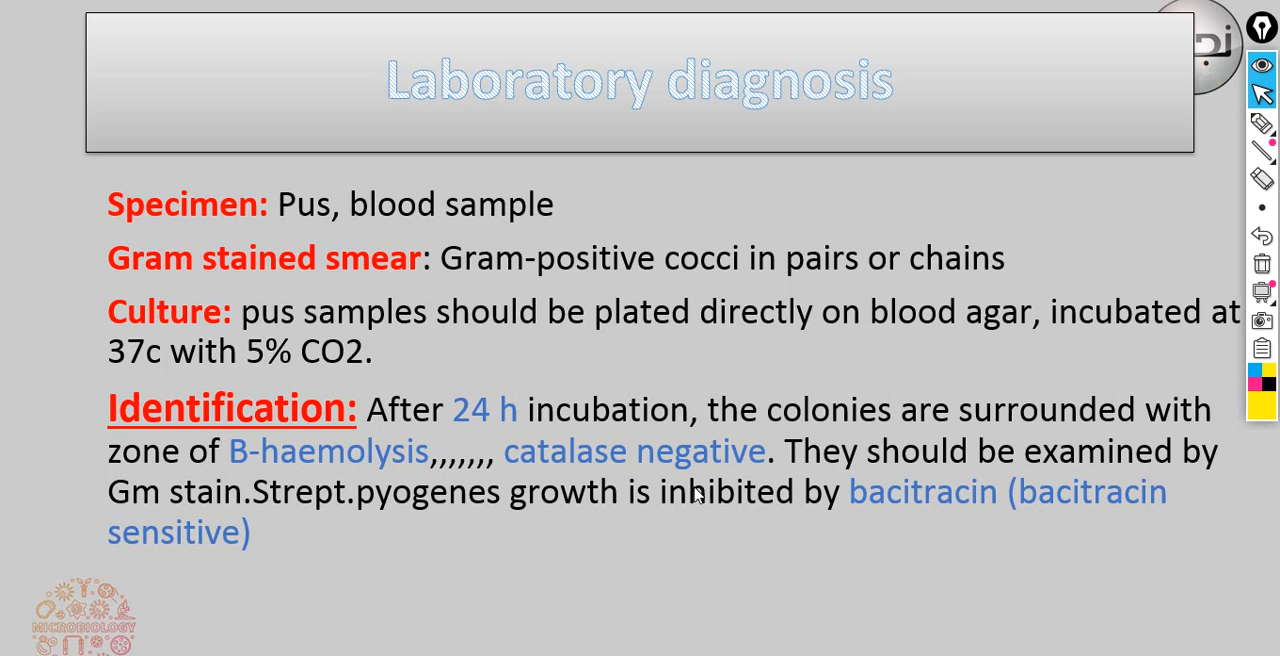 Laboratory diagnosis
Specimen: Pus, blood sample
Gram stained smear: Gram-positive cocci in pairs or chains
Culture: pus samples should be plated directly on blood agar, incubated at
37c with 5% CO2.
Identification: After 24 h incubation, the colonies are surrounded with
zone of B-haemolysis,,,,,,, catalase negative. They should be examined by
Gm stain.Strept.pyogenes growth is inhibited by bacitracin (bacitracin
sensitive)
MICROBIOLOGY